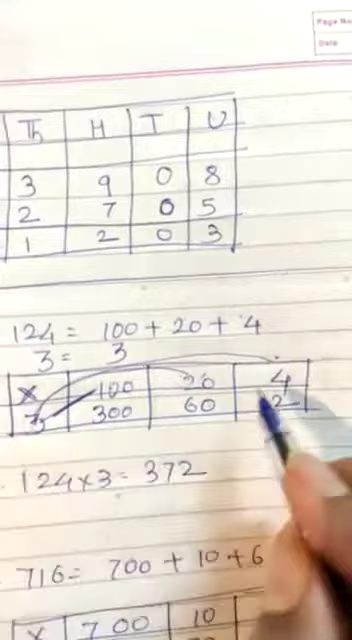 Page No
Date
Th H T U
3 9 0 8
2 7 0 5
1 2 0 3
124 = 100 + 20 + 4
3 = 3
× 100 20 4
3 300 60
124×3 = 372
716 = 700 + 10 + 6
× 700 10